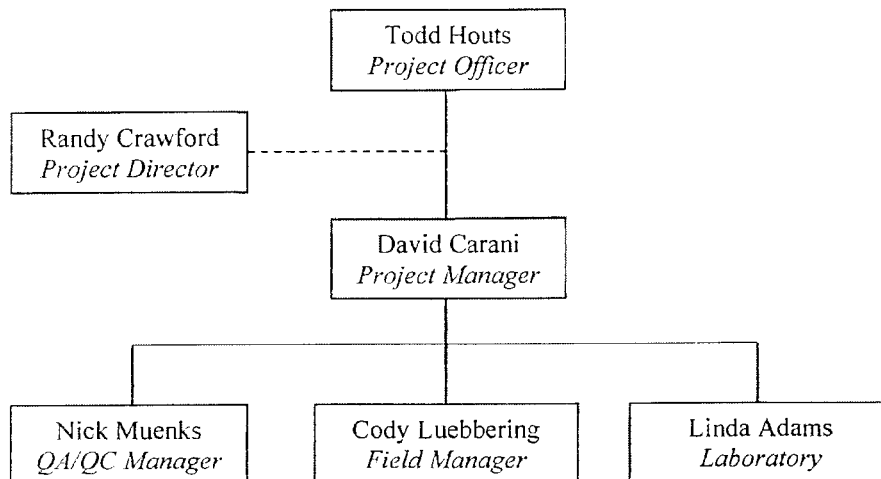 Todd Houts
Project Officer
Randy Crawford
Project Director
David Carani
Project Manager
Nick Muenks
QA/QC Manager
Cody Luebbering
Field Manager
Linda Adams
Laboratory